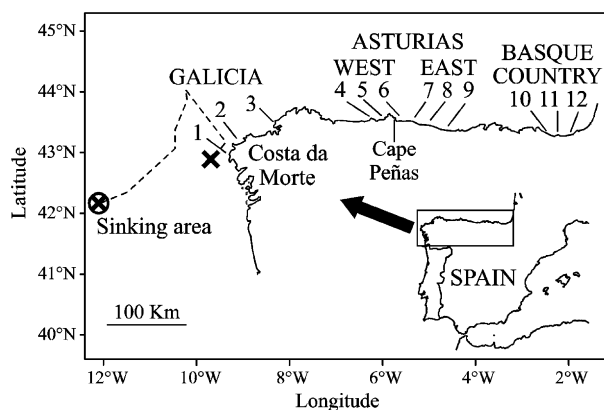 45°N
44°N
43°N
42°N
41°N
40°N
Latitude
GALICIA
ASTURIAS
WEST EAST
BASQUE
COUNTRY
1 2 3 4 5 6 7 8 9 10 11 12
Costa da
Morte
Cape
Peñas
Sinking area
SPAIN
100 Km
12°W 10°W 8°W 6°W 4°W 2°W
Longitude